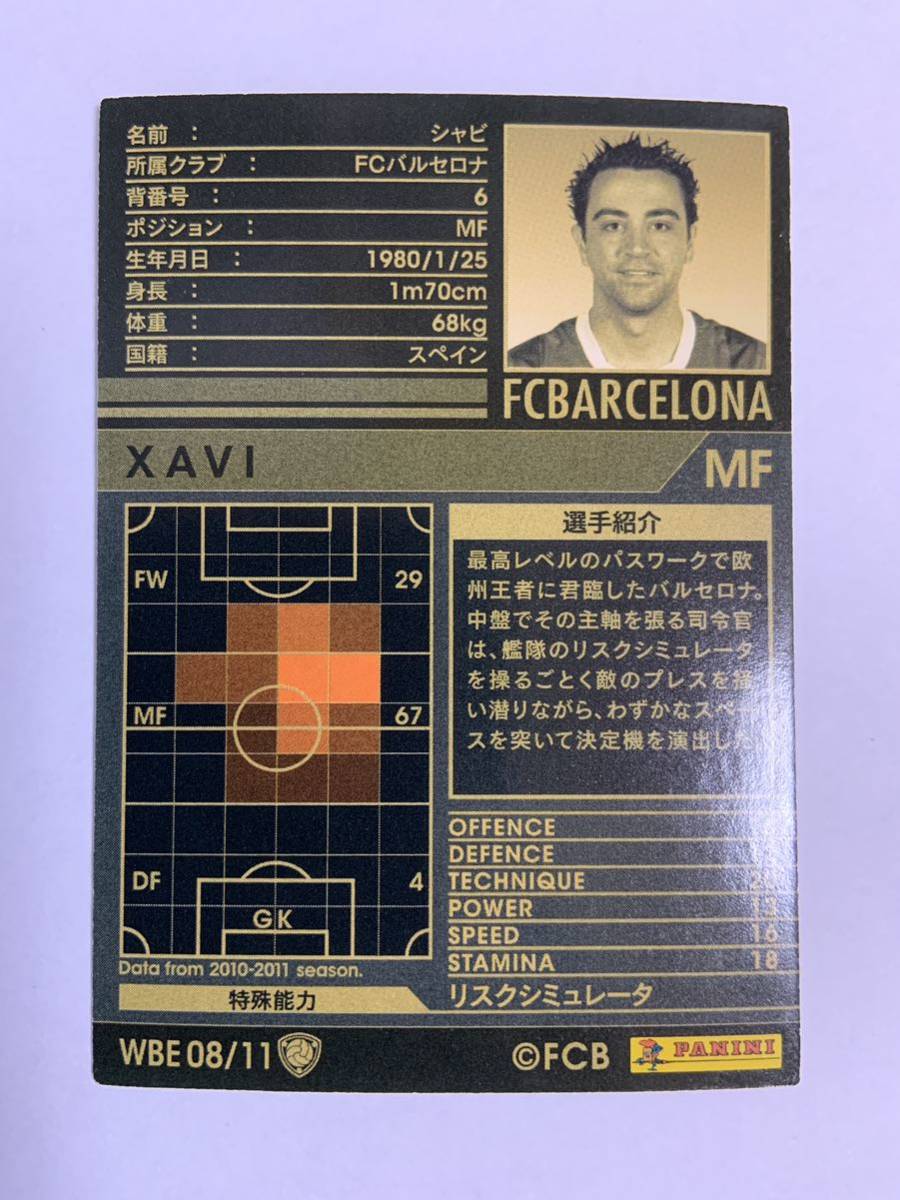 名前 : シャビ
所属クラブ : FCバルセロナ
背番号 : 6
ポジション : MF
生年月日 : 1980/1/25
身長 : 1m70cm
体重 : 68kg
国籍 : スペイン
FCBARCELONA
XAVI
MF
FW 29
MF 67
DF 4
GK
Data from 2010-2011 season.
選手紹介
最高レベルのパスワークで欧
州王者に君臨したバルセロナ。
中盤でその主軸を張る司令官
は、艦隊のリスクシミュレータ
を操るごとく敵のプレスを掻
い潜りながら、わずかなスペー
スを突いて決定機を演出した
OFFENCE
DEFENCE
TECHNIQUE
POWER 13
SPEED 16
STAMINA 18
特殊能力
リスクシミュレータ
WBE 08/11
©FCB
PANINI